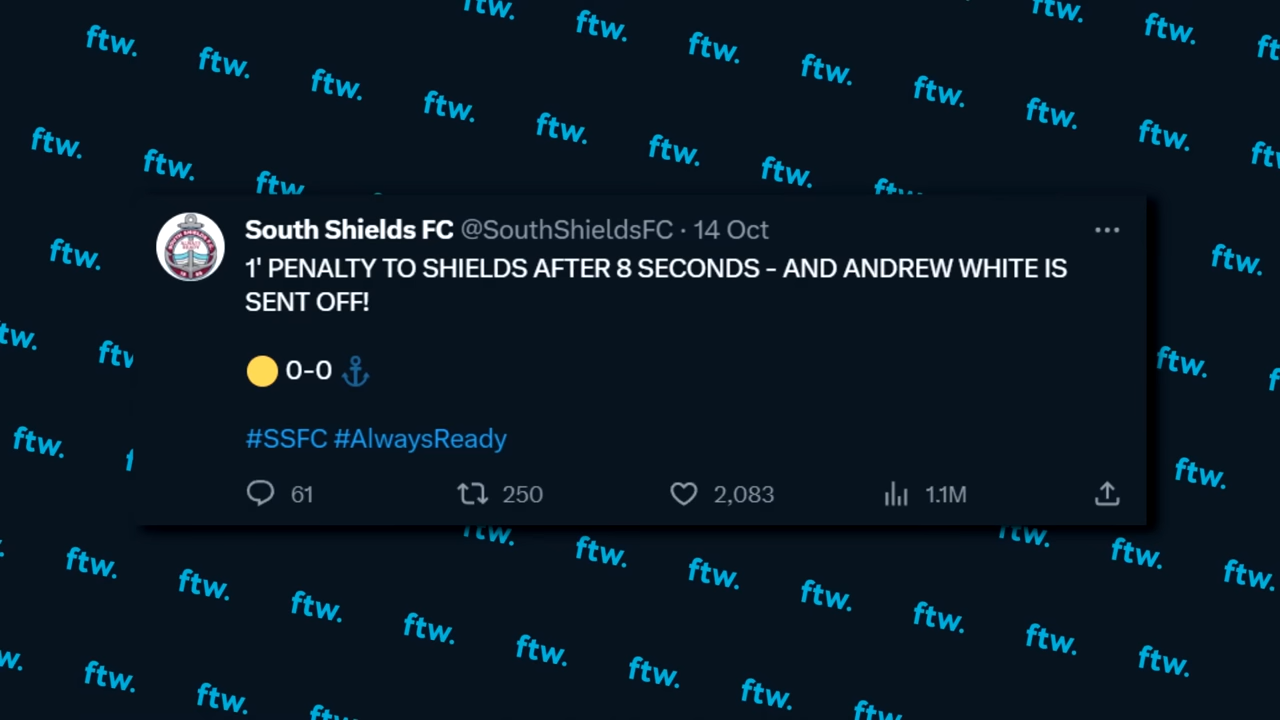 South Shields FC @SouthShieldsFC · 14 Oct
1' PENALTY TO SHIELDS AFTER 8 SECONDS - AND ANDREW WHITE IS
SENT OFF!
0-0
#SSFC #AlwaysReady
61 250 2,083 1.1M
ftw.